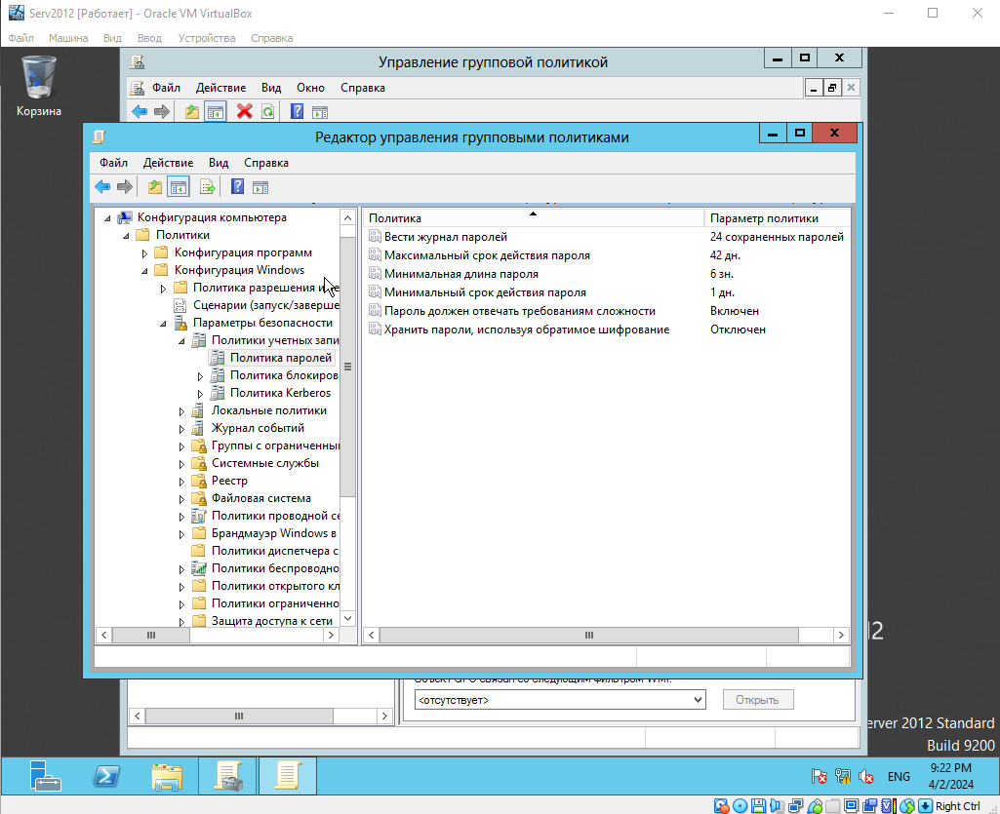 Serv2012 [Работает] - Oracle VM VirtualBox
Файл Машина Вид Ввод Устройства Справка
Корзина
Управление групповой политикой
Файл Действие Вид Окно Справка
Редактор управления групповыми политиками
Файл Действие Вид Справка
Конфигурация компьютера
Политики
Конфигурация программ
Конфигурация Windows
Политика разрешения и
Сценарии (запуск/заверше
Параметры безопасности
Политики учетных запи
Политика паролей
Политика блокиров
Политика Kerberos
Локальные политики
Журнал событий
Группы с ограниченны
Системные службы
Реестр
Файловая система
Политики проводной се
Брандмауэр Windows в
Политики диспетчера с
Политики беспроводно
Политики открытого кл
Политики ограниченно
Защита доступа к сети
Политика Параметр политики
Вести журнал паролей 24 сохраненных паролей
Максимальный срок действия пароля 42 дн.
Минимальная длина пароля 6 зн.
Минимальный срок действия пароля 1 дн.
Пароль должен отвечать требованиям сложности Включен
Хранить пароли, используя обратимое шифрование Отключен
Объект GPO связан со следующим фильтром WMI:
<отсутствует> Открыть
12
erver 2012 Standard
Build 9200
ENG
9:22 PM
4/2/2024
Right Ctrl